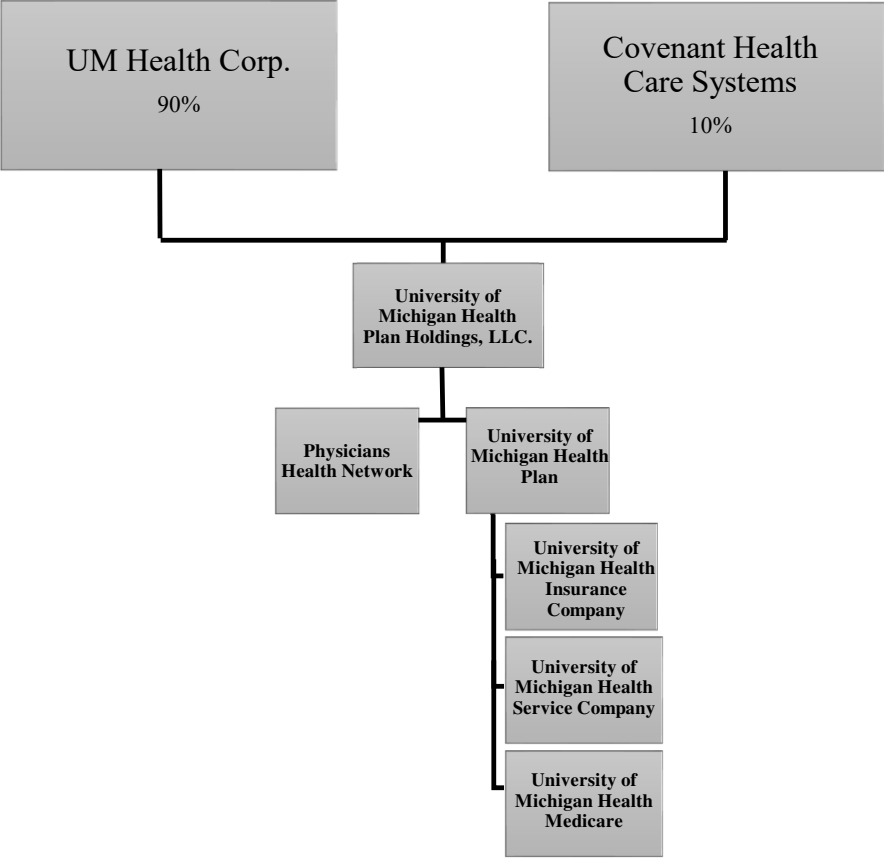 UM Health Corp.
90%
Covenant Health
Care Systems
10%
University of
Michigan Health
Plan Holdings, LLC.
Physicians
Health Network
University of
Michigan Health
Plan
University of
Michigan Health
Insurance
Company
University of
Michigan Health
Service Company
University of
Michigan Health
Medicare